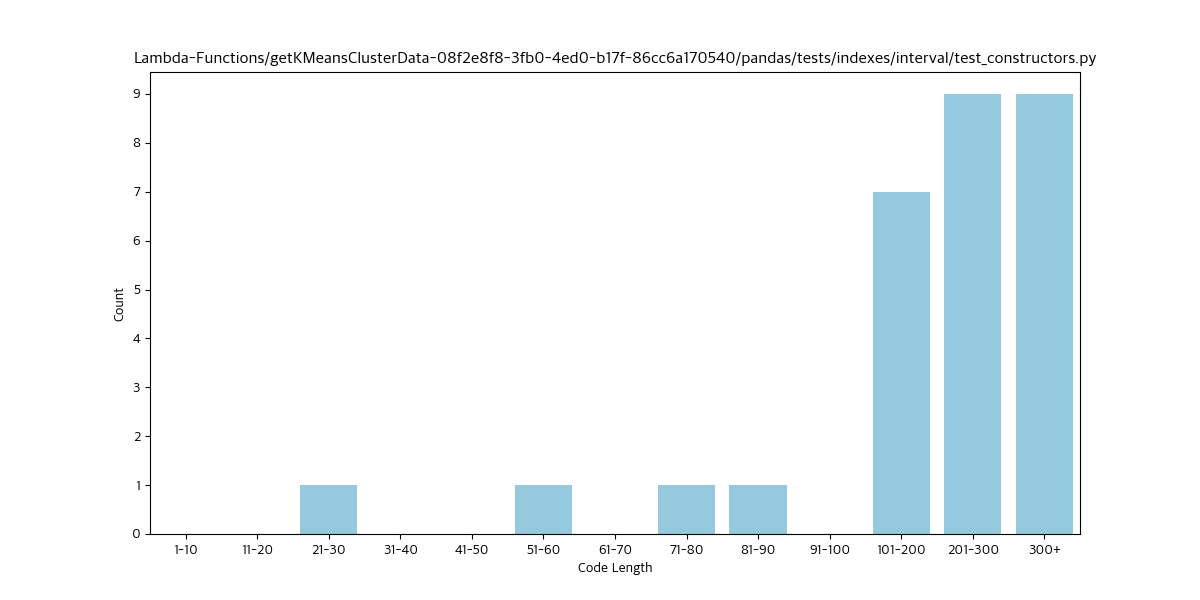 Lambda-Functions/getKMeansClusterData-08f2e8f8-3fb0-4ed0-b17f-86cc6a170540/pandas/tests/indexes/interval/test_constructors.py
9
8
7
6
5
4
3
2
1
0
Count
1-10 11-20 21-30 31-40 41-50 51-60 61-70 71-80 81-90 91-100 101-200 201-300 300+
Code Length